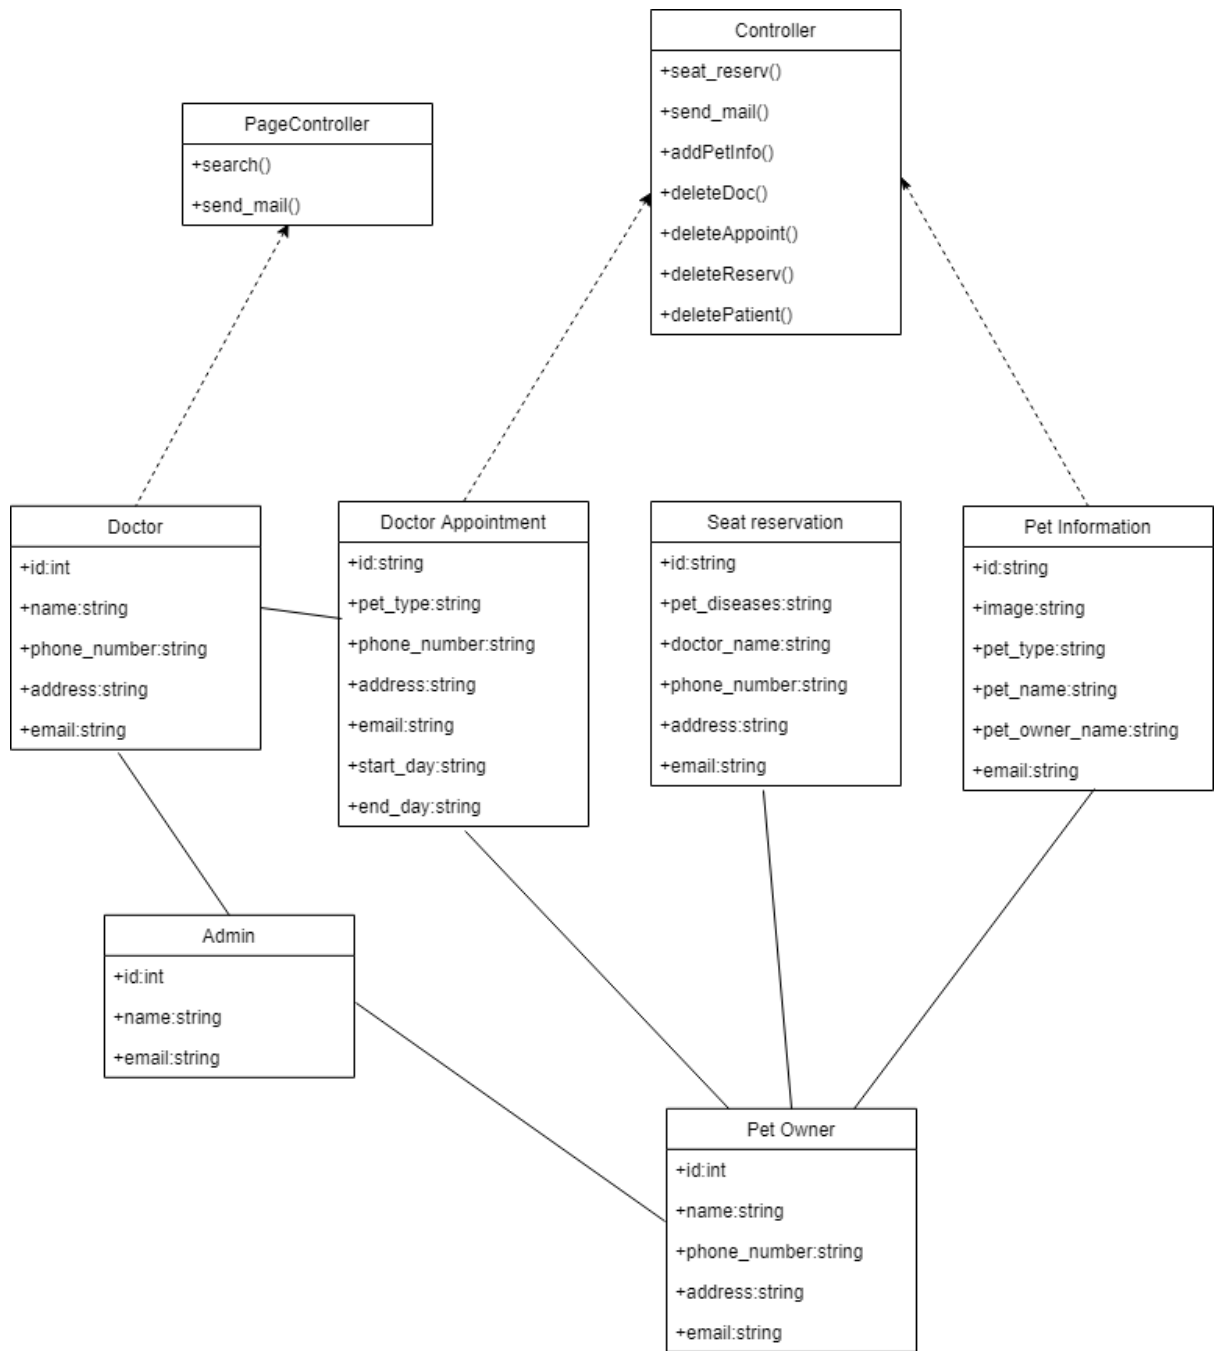 Controller
+seat_reserv()
+send_mail()
+addPetInfo()
+deleteDoc()
+deleteAppoint()
+deleteReserv()
+deletePatient()
PageController
+search()
+send_mail()
Doctor
+id:int
+name:string
+phone_number:string
+address:string
+email:string
Doctor Appointment
+id:string
+pet_type:string
+phone_number:string
+address:string
+email:string
+start_day:string
+end_day:string
Seat reservation
+id:string
+pet_diseases:string
+doctor_name:string
+phone_number:string
+address:string
+email:string
Pet Information
+id:string
+image:string
+pet_type:string
+pet_name:string
+pet_owner_name:string
+email:string
Admin
+id:int
+name:string
+email:string
Pet Owner
+id:int
+name:string
+phone_number:string
+address:string
+email:string